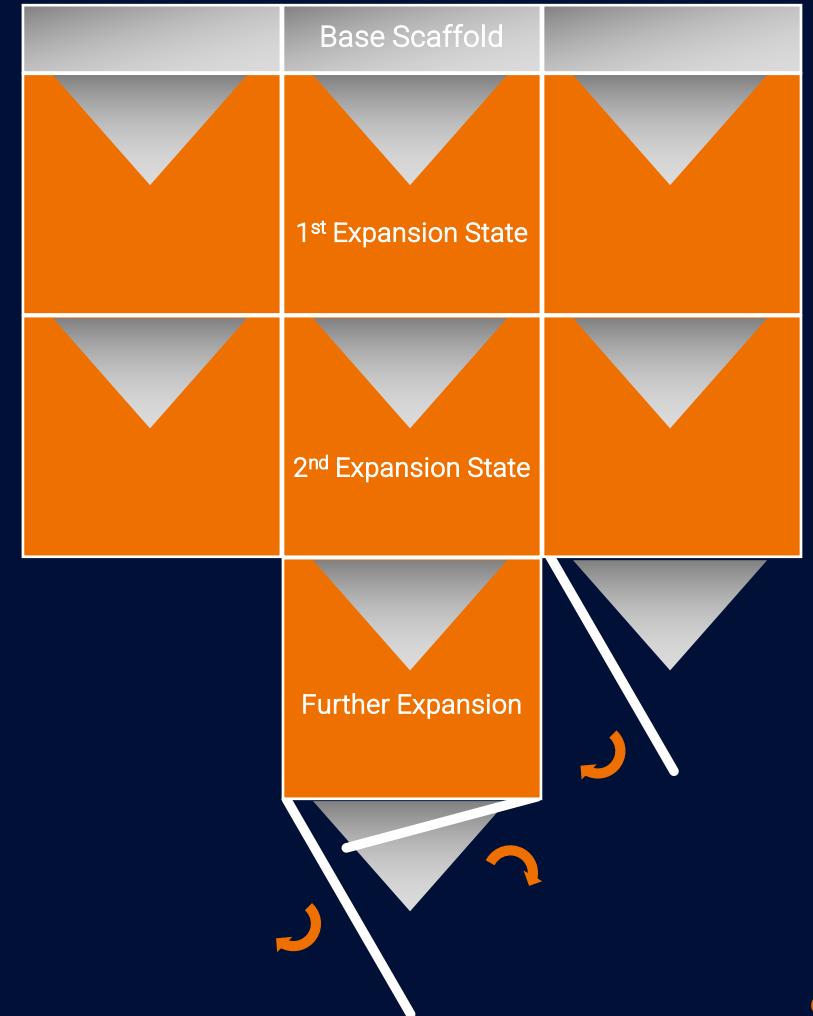 Base Scaffold
1st Expansion State
2nd Expansion State
Further Expansion